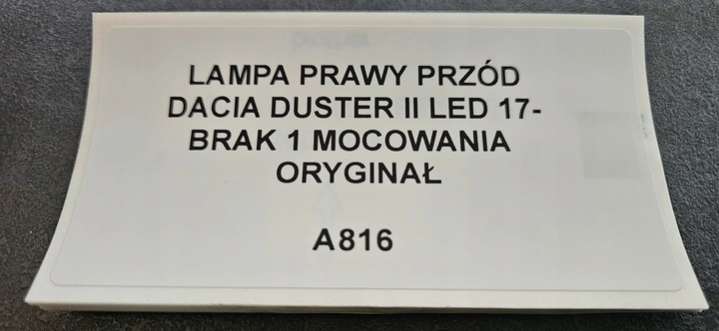 LAMPA PRAWY PRZÓD
DACIA DUSTER II LED 17-
BRAK 1 MOCOWANIA
ORYGINAŁ
A816